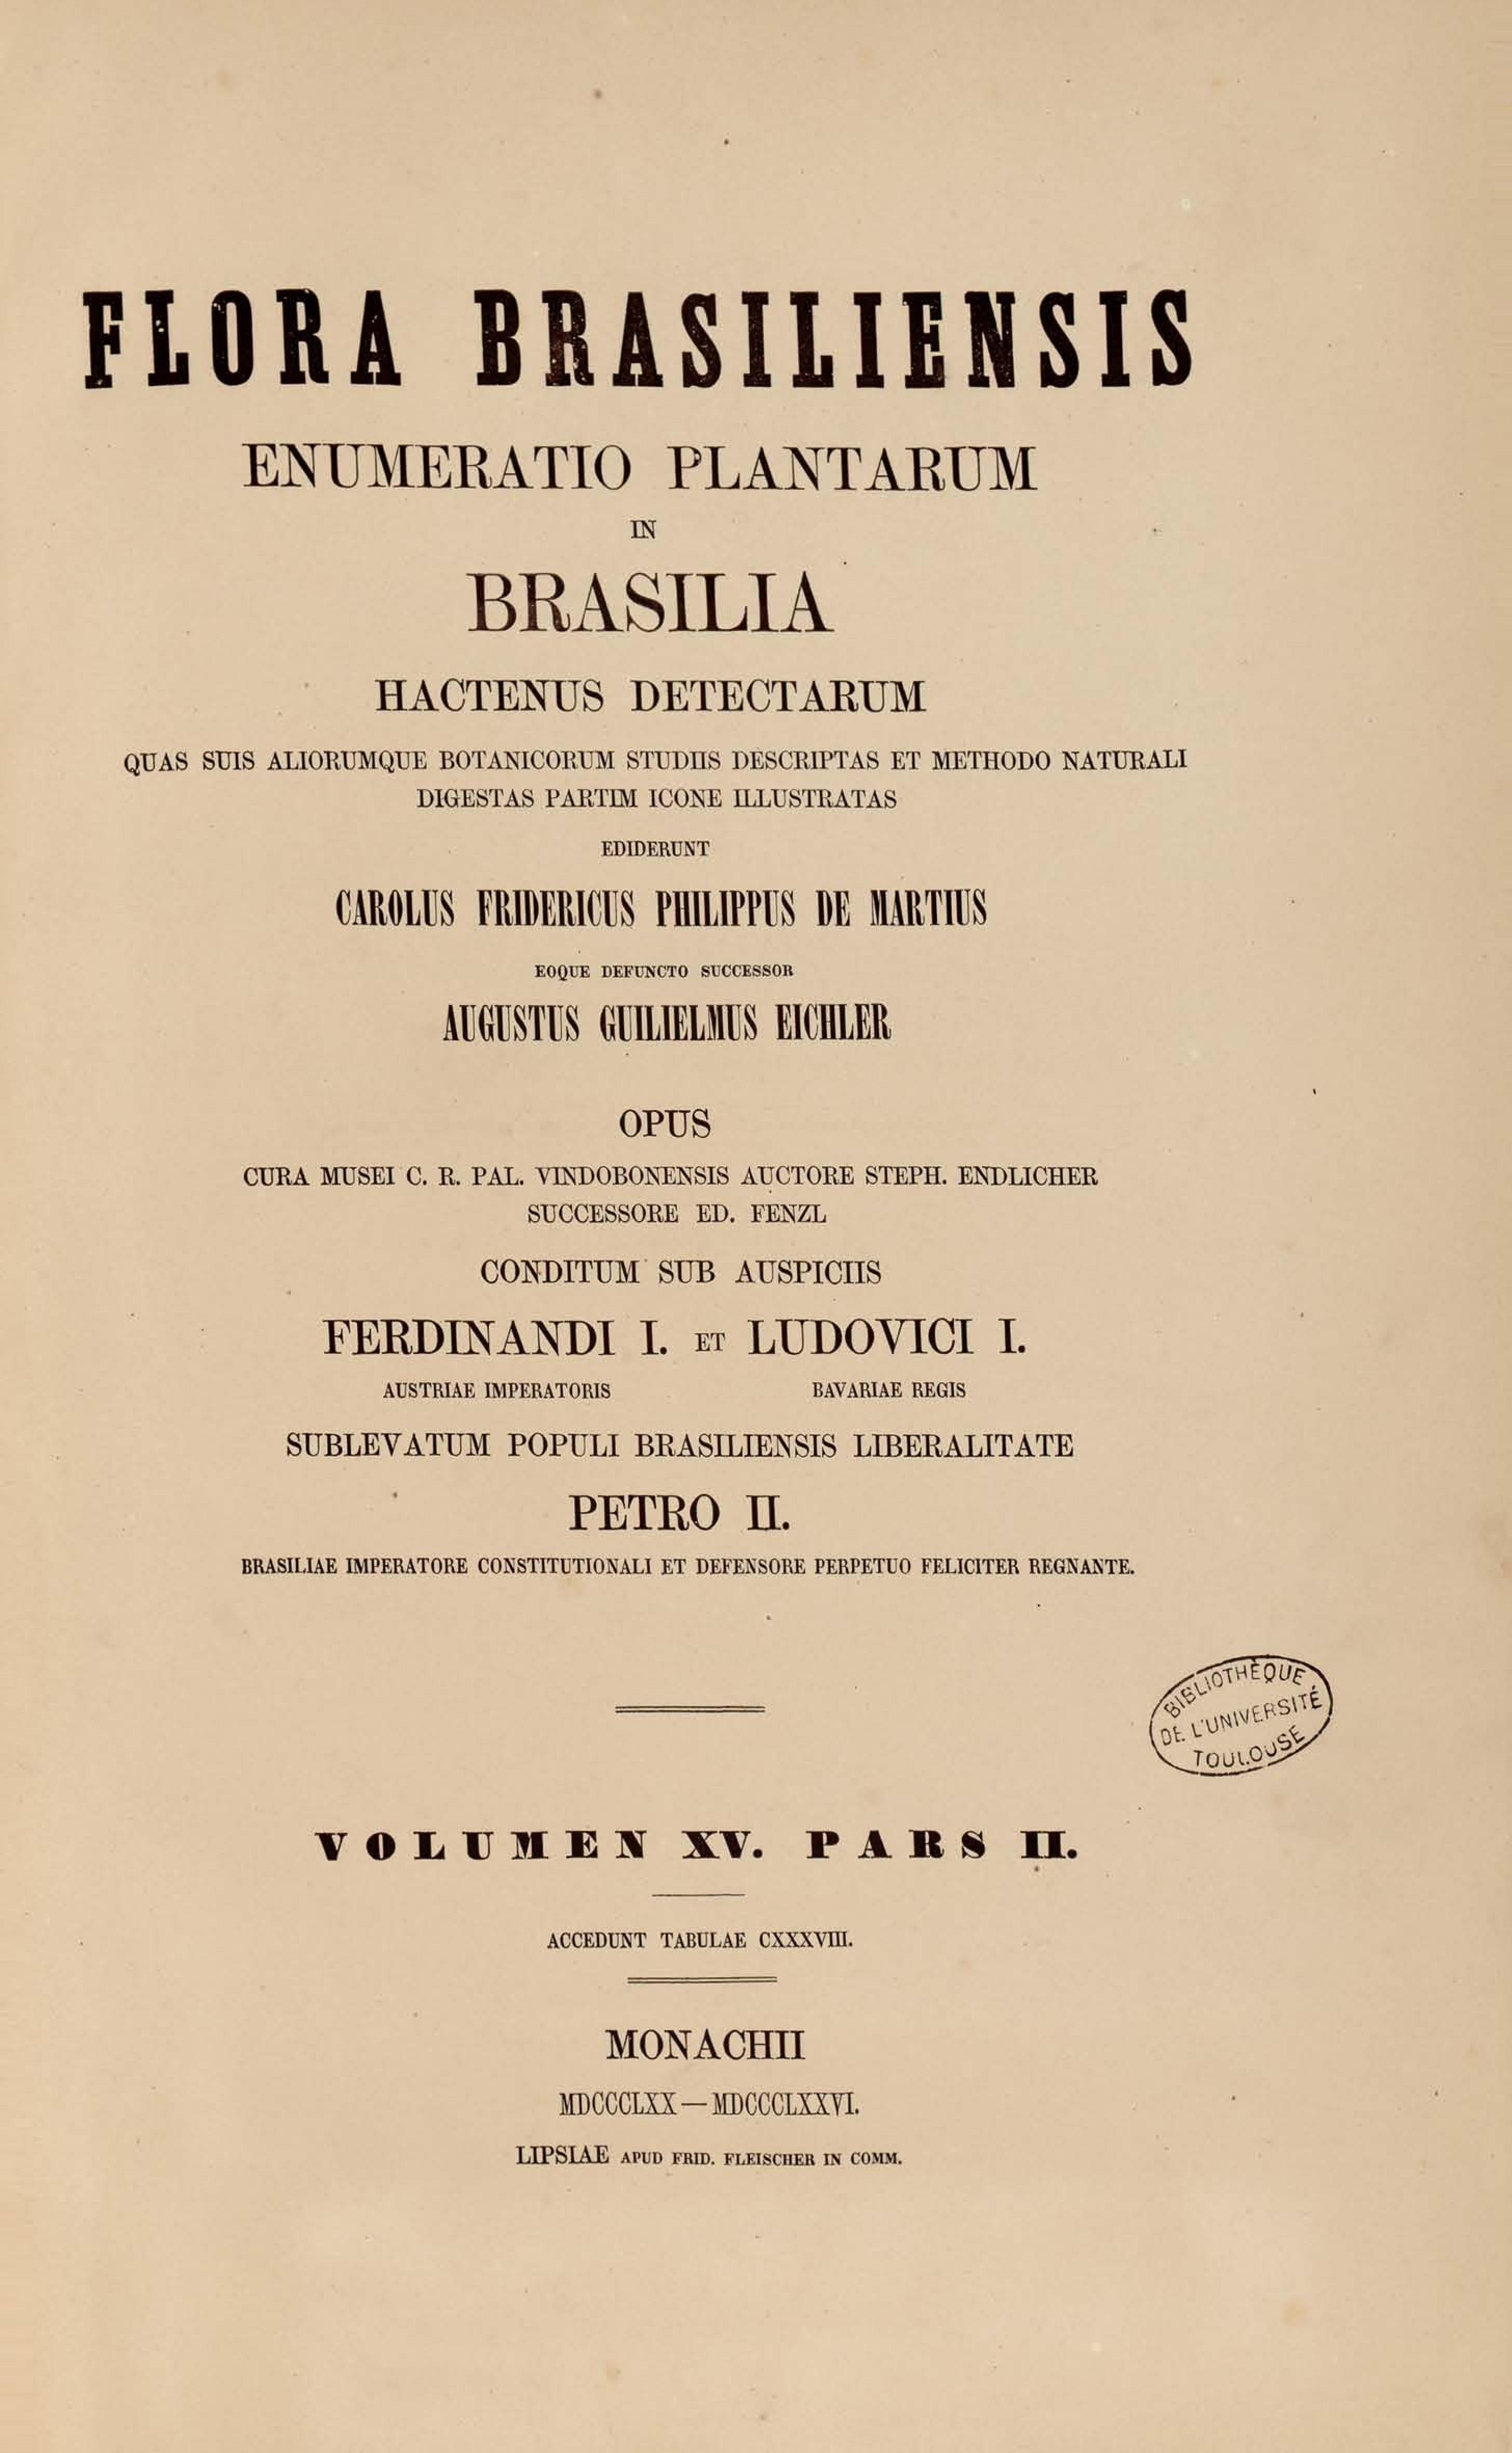 FLORA BRASILIENSIS
ENUMERATIO PLANTARUM
IN
BRASILIA
HACTENUS DETECTARUM
QUAS SUIS ALIORUMQUE BOTANICORUM STUDIIS DESCRIPTAS ET METHODO NATURALI
DIGESTAS PARTIM ICONE ILLUSTRATAS
EDIDERUNT
CAROLUS FRIDERICUS PHILIPPUS DE MARTIUS
EOQUE DEFUNCTO SUCCESSOR
AUGUSTUS GUILIELMUS EICHLER
OPUS
CURA MUSEI C. R. PAL. VINDOBONENSIS AUCTORE STEPH. ENDLICHER
SUCCESSORE ED. FENZL
CONDITUM SUB AUSPICIIS
FERDINANDI I. ET LUDOVICI I.
AUSTRIAE IMPERATORIS BAVARIAE REGIS
SUBLEVATUM POPULI BRASILIENSIS LIBERALITATE
PETRO II.
BRASILIAE IMPERATORE CONSTITUTIONALI ET DEFENSORE PERPETUO FELICITER REGNANTE.
BIBLIOTHÈQUE
DE L'UNIVERSITÉ
TOULOUSE
VOLUMEN XV. PARS II.
ACCEDUNT TABULAE CXXXVIII.
MONACHII
MDCCCLXX—MDCCCLXXVI.
LIPSIAE APUD FRID. FLEISCHER IN COMM.